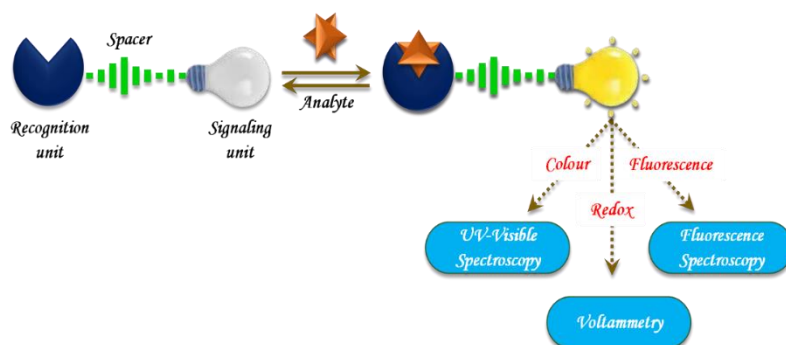 Spacer
Recognition
unit
Signaling
unit
Analyte
Colour
Fluorescence
Redox
UV-Visible
Spectroscopy
Fluorescence
Spectroscopy
Voltammetry